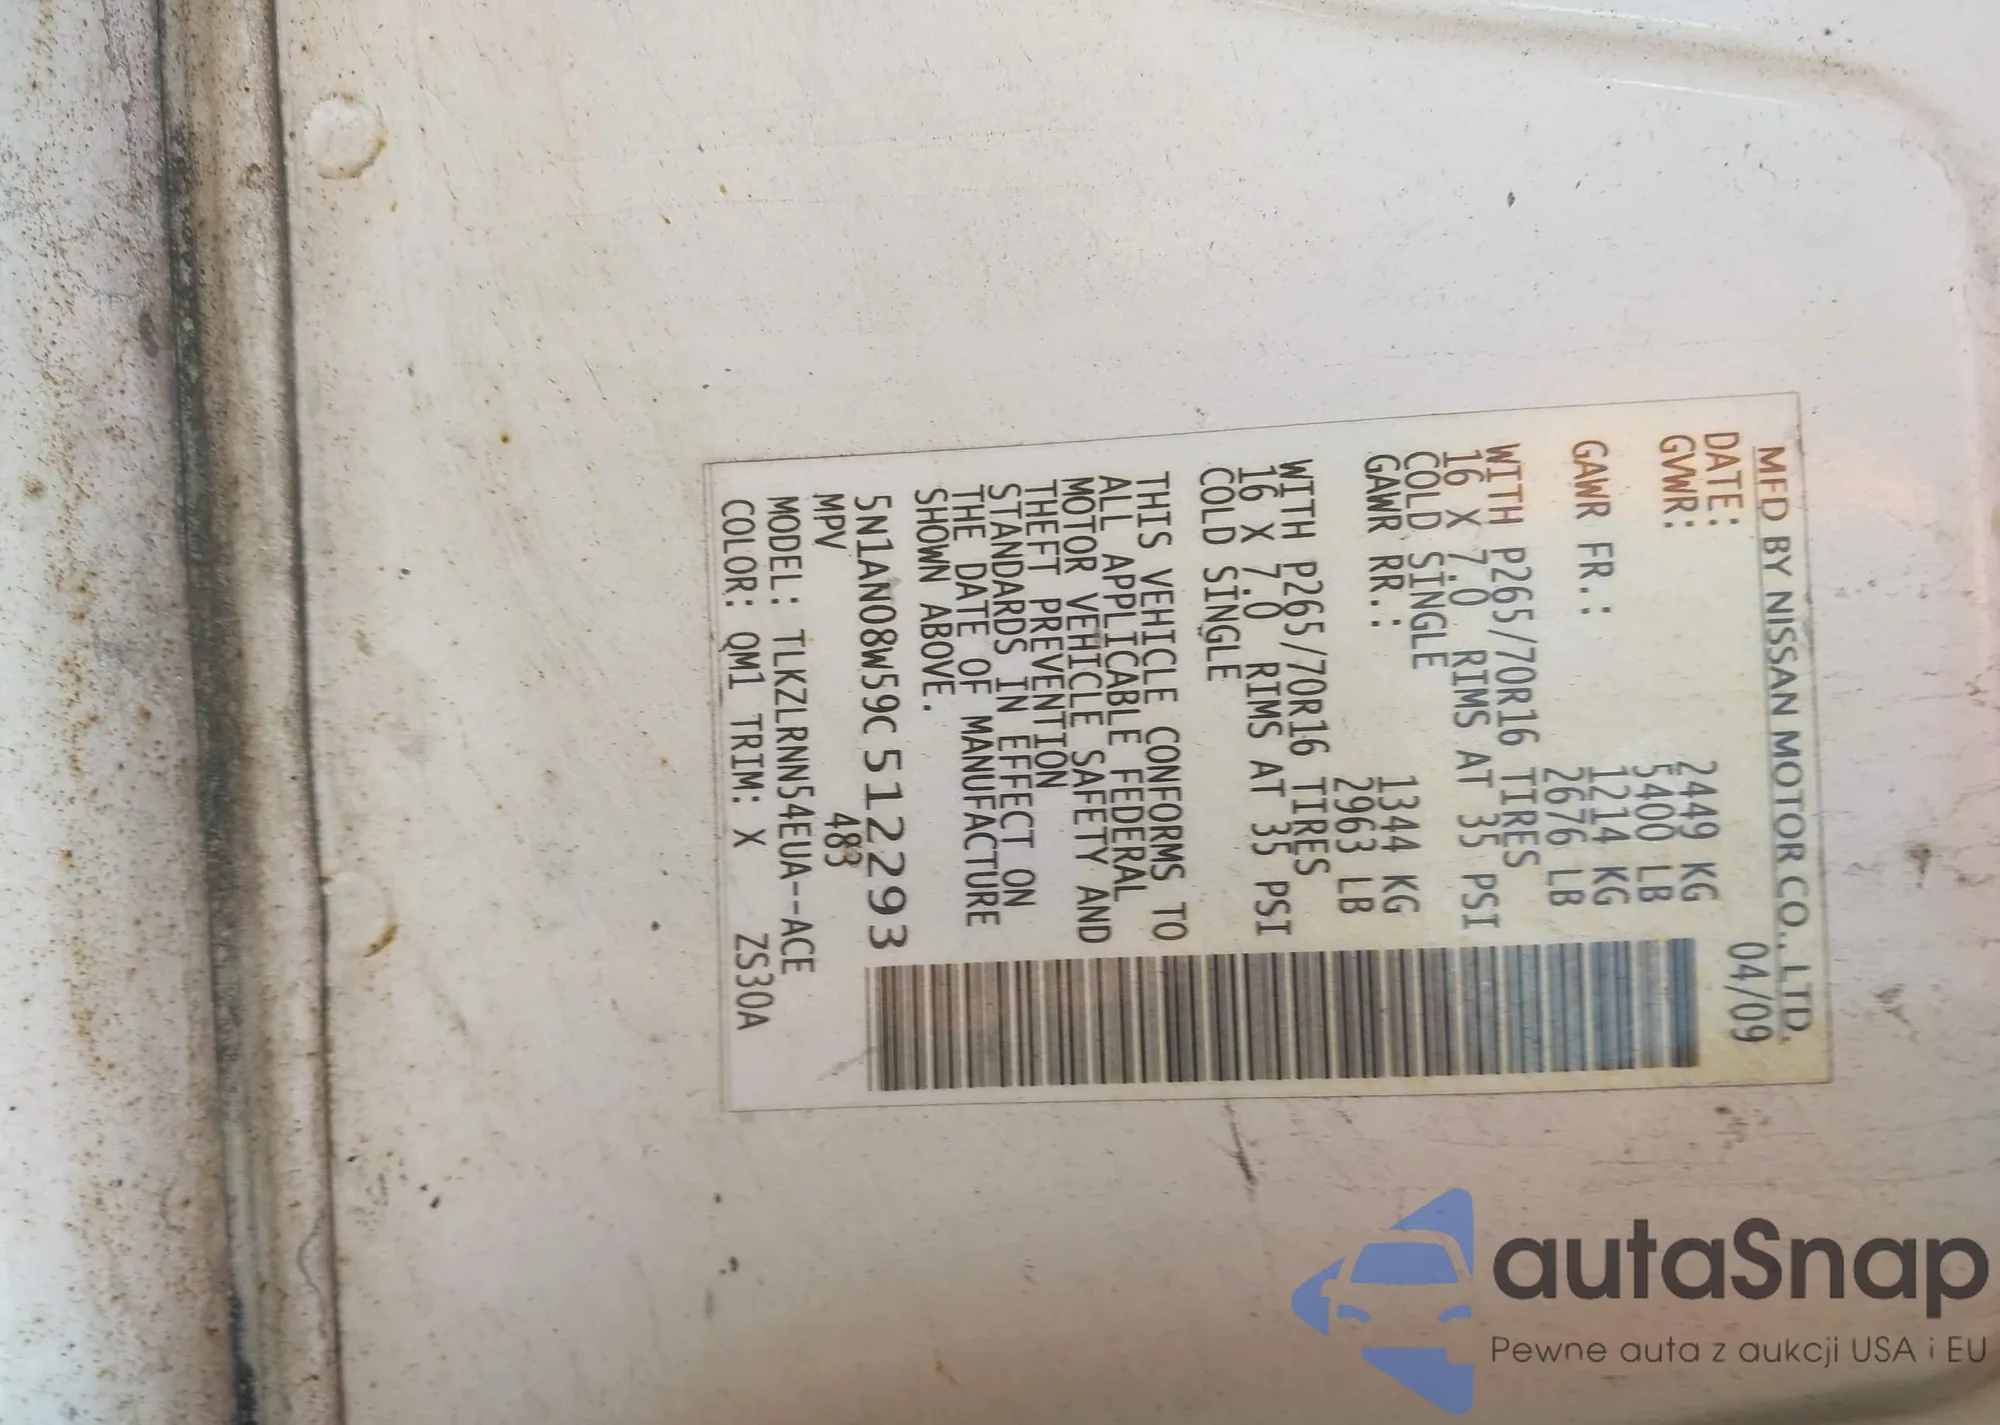 MFD BY NISSAN MOTOR CO., LTD.
DATE: 04/09
GVWR: 2449 KG
5400 LB
GAWR FR.: 1214 KG
2676 LB
WITH P265/70R16 TIRES
16 X 7.0 RIMS AT 35 PSI
COLD SINGLE
GAWR RR.: 1344 KG
2963 LB
WITH P265/70R16 TIRES
16 X 7.0 RIMS AT 35 PSI
COLD SINGLE
THIS VEHICLE CONFORMS TO
ALL APPLICABLE FEDERAL
MOTOR VEHICLE SAFETY AND
THEFT PREVENTION
STANDARDS IN EFFECT ON
THE DATE OF MANUFACTURE
SHOWN ABOVE.
5N1AN08W59C512293
MPV 483
MODEL: TLKZLRNN54EUA--ACE
COLOR: QM1 TRIM: X ZS30A
autaSnap
Pewne auta z aukcji USA i EU